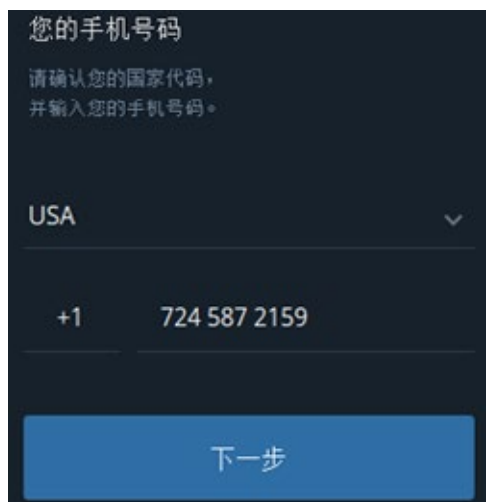 您的手机号码
请确认您的国家代码，
并输入您的手机号码。
USA
+1 724 587 2159
下一步